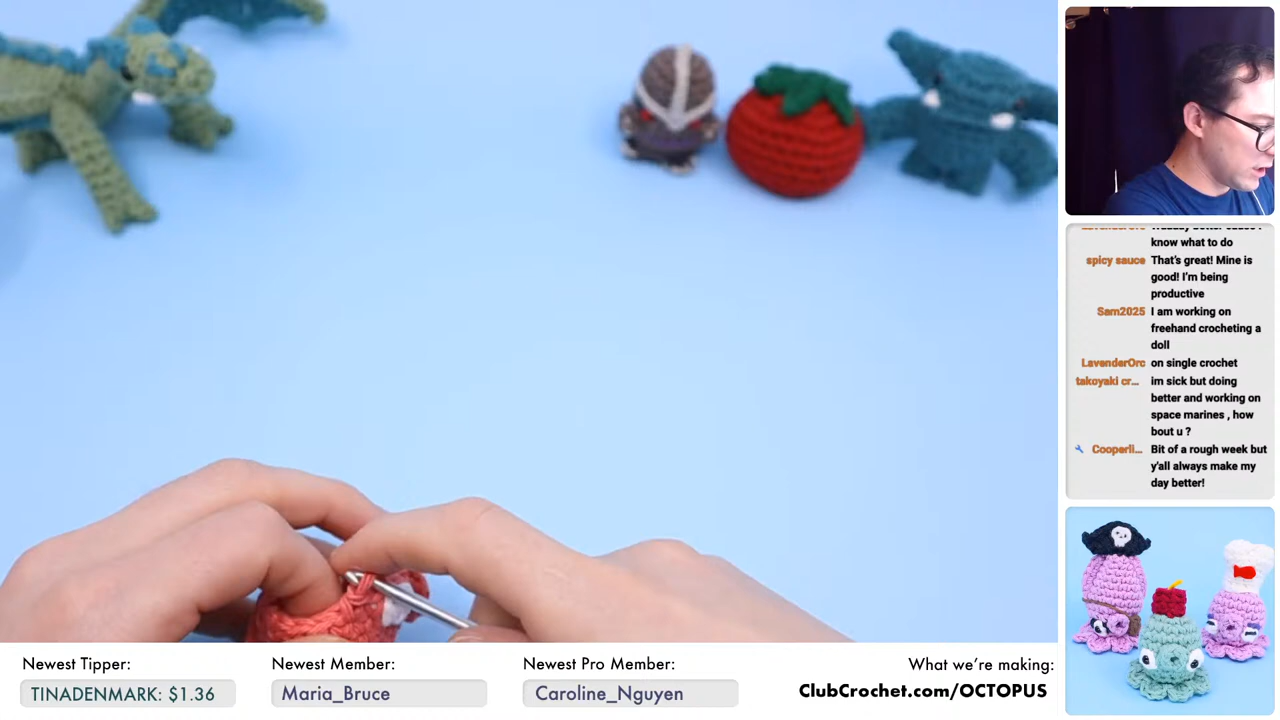 know what to do
spicy sauce That's great! Mine is
good! I'm being
productive
Sam2025 I am working on
freehand crocheting a
doll
LavenderOrc on single crochet
takoyaki cr... im sick but doing
better and working on
space marines , how
bout u ?
Cooperli... Bit of a rough week but
y'all always make my
day better!
Newest Tipper:
TINADENMARK: $1.36
Newest Member:
Maria_Bruce
Newest Pro Member:
Caroline_Nguyen
What we're making:
ClubCrochet.com/OCTOPUS